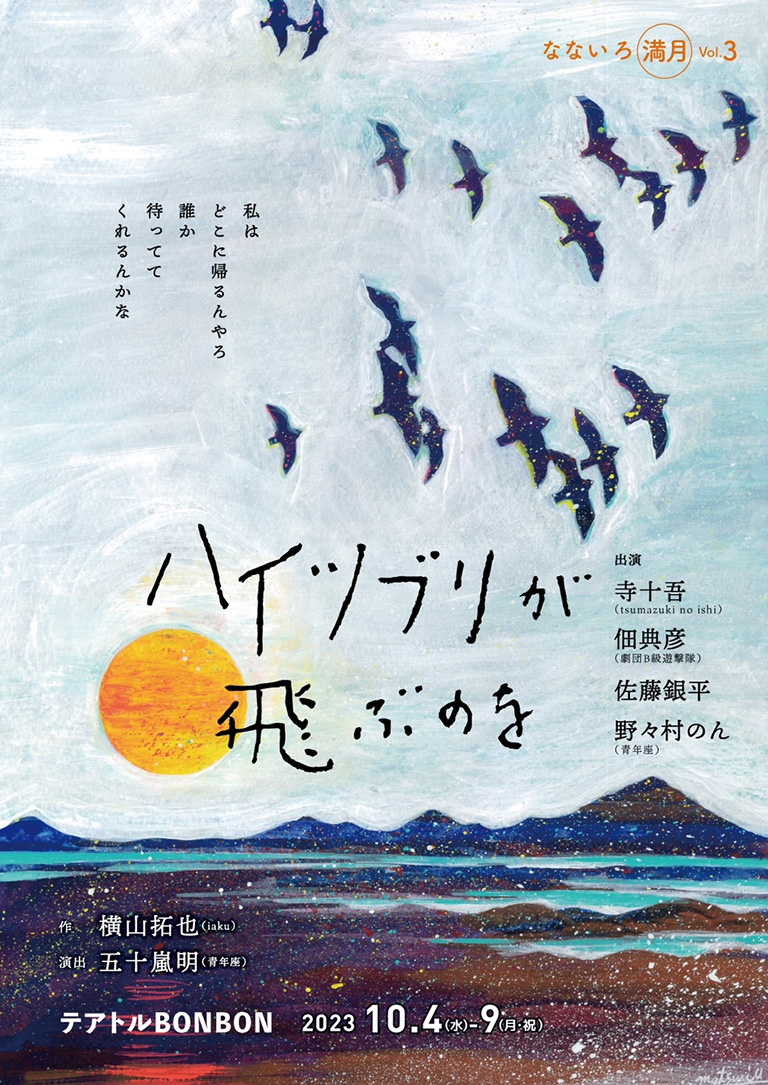 なないろ満月 Vol.3
私は
どこに帰るんやろ
誰か
待ってて
くれるんかな
ハイツブリが
飛ぶのを
出演
寺十吾
(tsumazuki no ishi)
佃典彦
(劇団B級遊撃隊)
佐藤銀平
野々村のん
(青年座)
作 横山拓也(iaku)
演出 五十嵐明(青年座)
テアトルBONBON 2023 10.4(水)-9(月・祝)